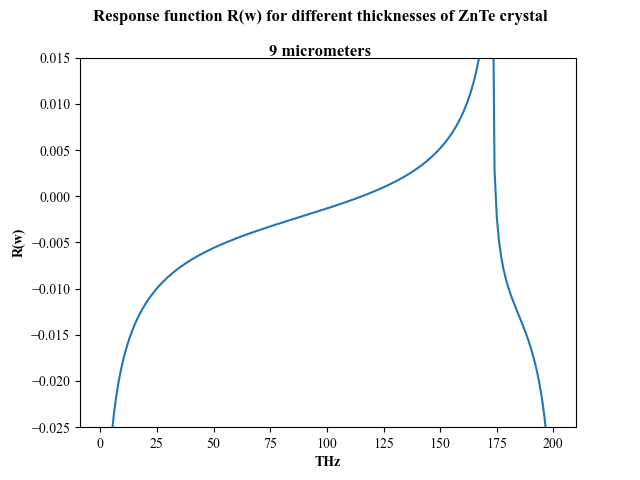 Response function R(w) for different thicknesses of ZnTe crystal
9 micrometers
0.015
0.010
0.005
0.000
−0.005
−0.010
−0.015
−0.020
−0.025
R(w)
0 25 50 75 100 125 150 175 200
THz